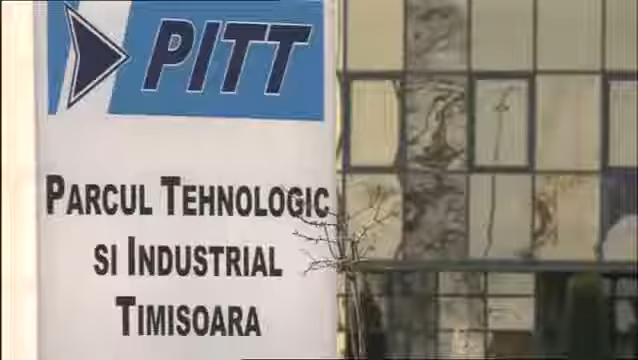 PITT
PARCUL TEHNOLOGIC
SI INDUSTRIAL
TIMISOARA